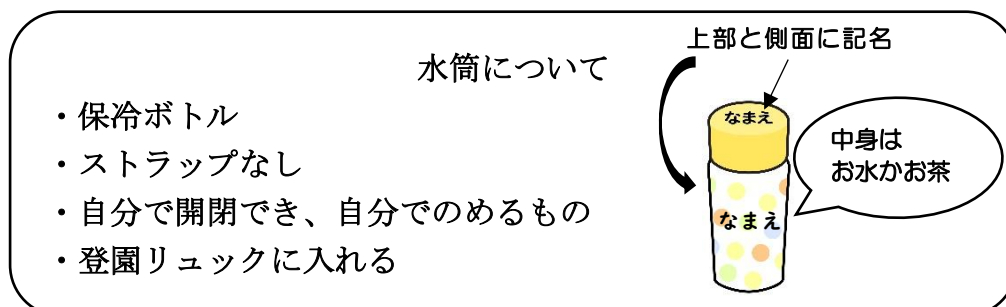 水筒について
・保冷ボトル
・ストラップなし
・自分で開閉でき、自分でのめるもの
・登園リュックに入れる
上部と側面に記名
なまえ
なまえ
中身は
お水かお茶